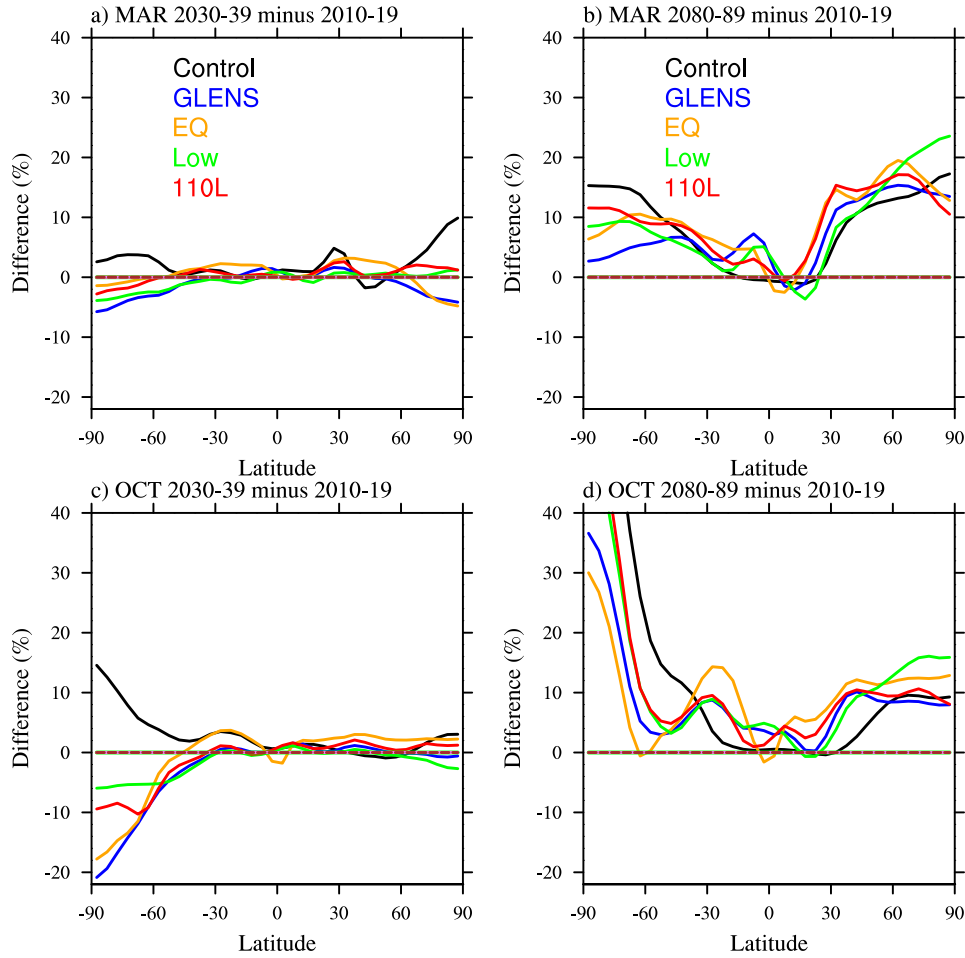 a) MAR 2030-39 minus 2010-19
40
30
20
10
0
-10
-20
Difference (%)
Control
GLENS
EQ
Low
110L
-90 -60 -30 0 30 60 90
Latitude
b) MAR 2080-89 minus 2010-19
40
30
20
10
0
-10
-20
Difference (%)
Control
GLENS
EQ
Low
110L
-90 -60 -30 0 30 60 90
Latitude
c) OCT 2030-39 minus 2010-19
40
30
20
10
0
-10
-20
Difference (%)
-90 -60 -30 0 30 60 90
Latitude
d) OCT 2080-89 minus 2010-19
40
30
20
10
0
-10
-20
Difference (%)
-90 -60 -30 0 30 60 90
Latitude